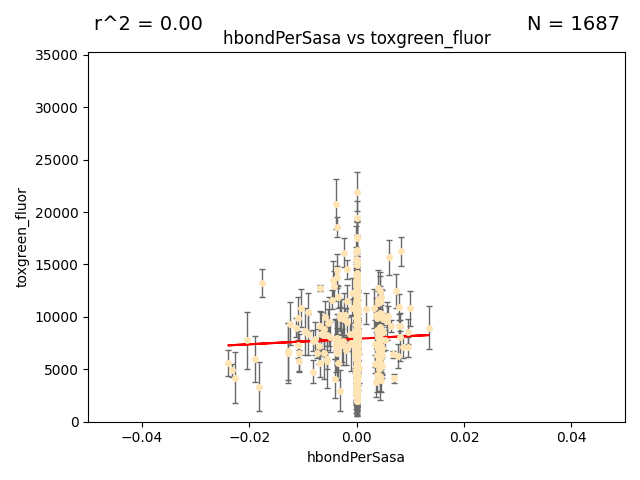 r^2 = 0.00
N = 1687
hbondPerSasa vs toxgreen_fluor
35000
30000
25000
20000
15000
10000
5000
0
toxgreen_fluor
−0.04
−0.02
0.00
0.02
0.04
hbondPerSasa